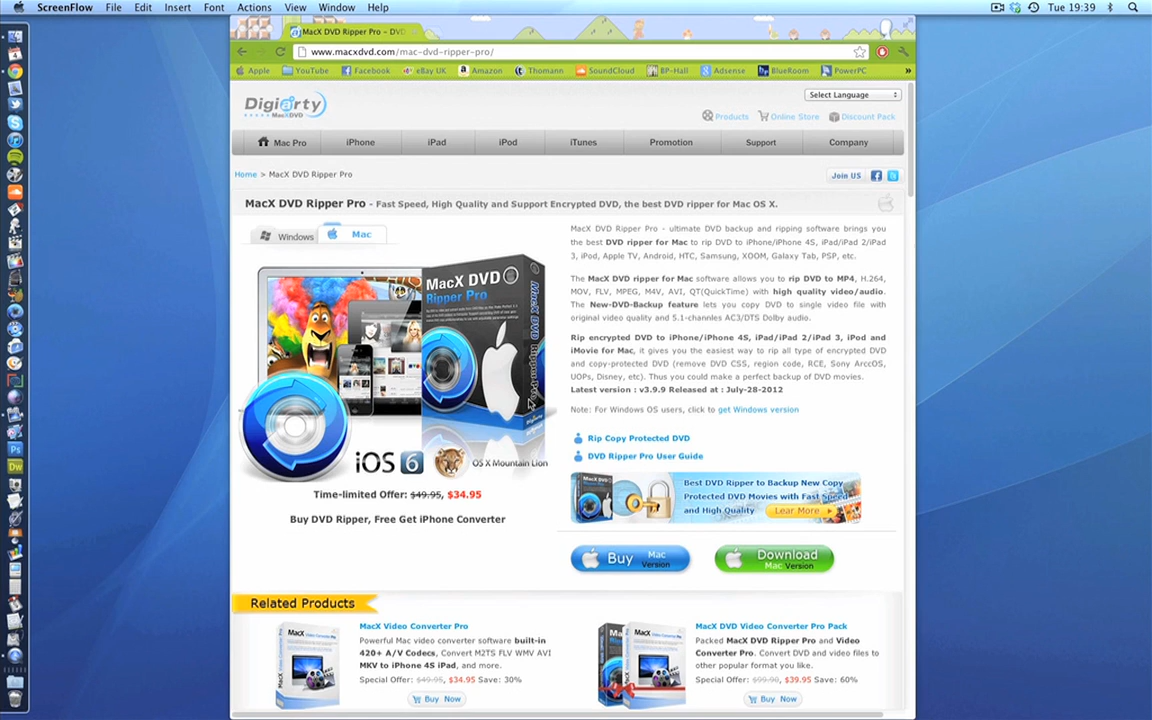 ScreenFlow File Edit Insert Font Actions View Window Help Tue 19:39
MacX DVD Ripper Pro - DVD
www.macxdvd.com/mac-dvd-ripper-pro/
Apple YouTube Facebook eBay UK Amazon Thomann SoundCloud BP-Hall Adsense BlueRoom PowerPC »
Digiarty
MacXDVD
Select Language
Products Online Store Discount Pack
Mac Pro iPhone iPad iPod iTunes Promotion Support Company
Home > MacX DVD Ripper Pro
Join US
MacX DVD Ripper Pro - Fast Speed, High Quality and Support Encrypted DVD, the best DVD ripper for Mac OS X.
Windows Mac
MacX DVD
Ripper Pro
MacX DVD Ripper Pro
iOS 6 OS X Mountain Lion
Time-limited Offer: $49.95, $34.95
Buy DVD Ripper, Free Get iPhone Converter
MacX DVD Ripper Pro - ultimate DVD backup and ripping software brings you
the best DVD ripper for Mac to rip DVD to iPhone/iPhone 4S, iPad/iPad 2/iPad
3, iPod, Apple TV, Android, HTC, Samsung, XOOM, Galaxy Tab, PSP, etc.
The MacX DVD ripper for Mac software allows you to rip DVD to MP4, H.264,
MOV, FLV, MPEG, M4V, AVI, QT(QuickTime) with high quality video/audio.
The New-DVD-Backup feature lets you copy DVD to single video file with
original video quality and 5.1-channles AC3/DTS Dolby audio.
Rip encrypted DVD to iPhone/iPhone 4S, iPad/iPad 2/iPad 3, iPod and
iMovie for Mac, it gives you the easiest way to rip all type of encrypted DVD
and copy-protected DVD (remove DVD CSS, region code, RCE, Sony ArccOS,
UOPs, Disney, etc). Thus you could make a perfect backup of DVD movies.
Latest version : v3.9.9 Released at : July-28-2012
Note: For Windows OS users, click to get Windows version
Rip Copy Protected DVD
DVD Ripper Pro User Guide
Best DVD Ripper to Backup New Copy
Protected DVD Movies with Fast Speed
and High Quality Lear More
Buy Mac Version
Download Mac Version
Related Products
MacX Video Converter Pro
Powerful Mac video converter software built-in
420+ A/V Codecs, Convert M2TS FLV WMV AVI
MKV to iPhone 4S iPad, and more.
Special Offer: $49.95, $34.95 Save: 30%
Buy Now
MacX DVD Video Converter Pro Pack
Packed MacX DVD Ripper Pro and Video
Converter Pro. Convert DVD and video files to
other popular format you like.
Special Offer: $99.90, $39.95 Save: 60%
Buy Now
Ps
Dw